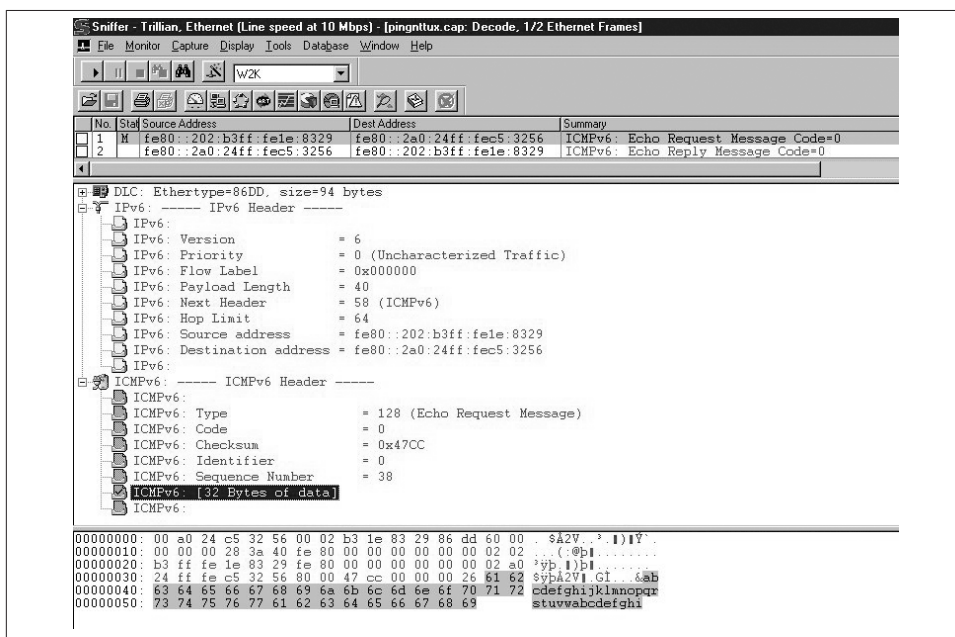 Sniffer - Trillian, Ethernet (Line speed at 10 Mbps) - [pingnttux.cap: Decode, 1/2 Ethernet Frames]
File Monitor Capture Display Tools Database Window Help
W2K
No. Stat Source Address Dest Address Summary
1 M fe80::202:b3ff:fe1e:8329 fe80::2a0:24ff:fec5:3256 ICMPv6: Echo Request Message Code=0
2 fe80::2a0:24ff:fec5:3256 fe80::202:b3ff:fe1e:8329 ICMPv6: Echo Reply Message Code=0
DLC: Ethertype=86DD, size=94 bytes
IPv6: ----- IPv6 Header -----
IPv6:
IPv6: Version = 6
IPv6: Priority = 0 (Uncharacterized Traffic)
IPv6: Flow Label = 0x000000
IPv6: Payload Length = 40
IPv6: Next Header = 58 (ICMPv6)
IPv6: Hop Limit = 64
IPv6: Source address = fe80::202:b3ff:fe1e:8329
IPv6: Destination address = fe80::2a0:24ff:fec5:3256
IPv6:
ICMPv6: ----- ICMPv6 Header -----
ICMPv6:
ICMPv6: Type = 128 (Echo Request Message)
ICMPv6: Code = 0
ICMPv6: Checksum = 0x47CC
ICMPv6: Identifier = 0
ICMPv6: Sequence Number = 38
ICMPv6: [32 Bytes of data]
ICMPv6:
00000000: 00 a0 24 c5 32 56 00 02 b3 1e 83 29 86 dd 60 00
00000010: 00 00 00 28 3a 40 fe 80 00 00 00 00 00 00 02 02
00000020: b3 ff fe 1e 83 29 fe 80 00 00 00 00 00 00 02 a0
00000030: 24 ff fe c5 32 56 80 00 47 cc 00 00 00 26 61 62
00000040: 63 64 65 66 67 68 69 6a 6b 6c 6d 6e 6f 70 71 72 cdefghijklmnopqr
00000050: 73 74 75 76 77 61 62 63 64 65 66 67 68 69 stuvwabcdefghi